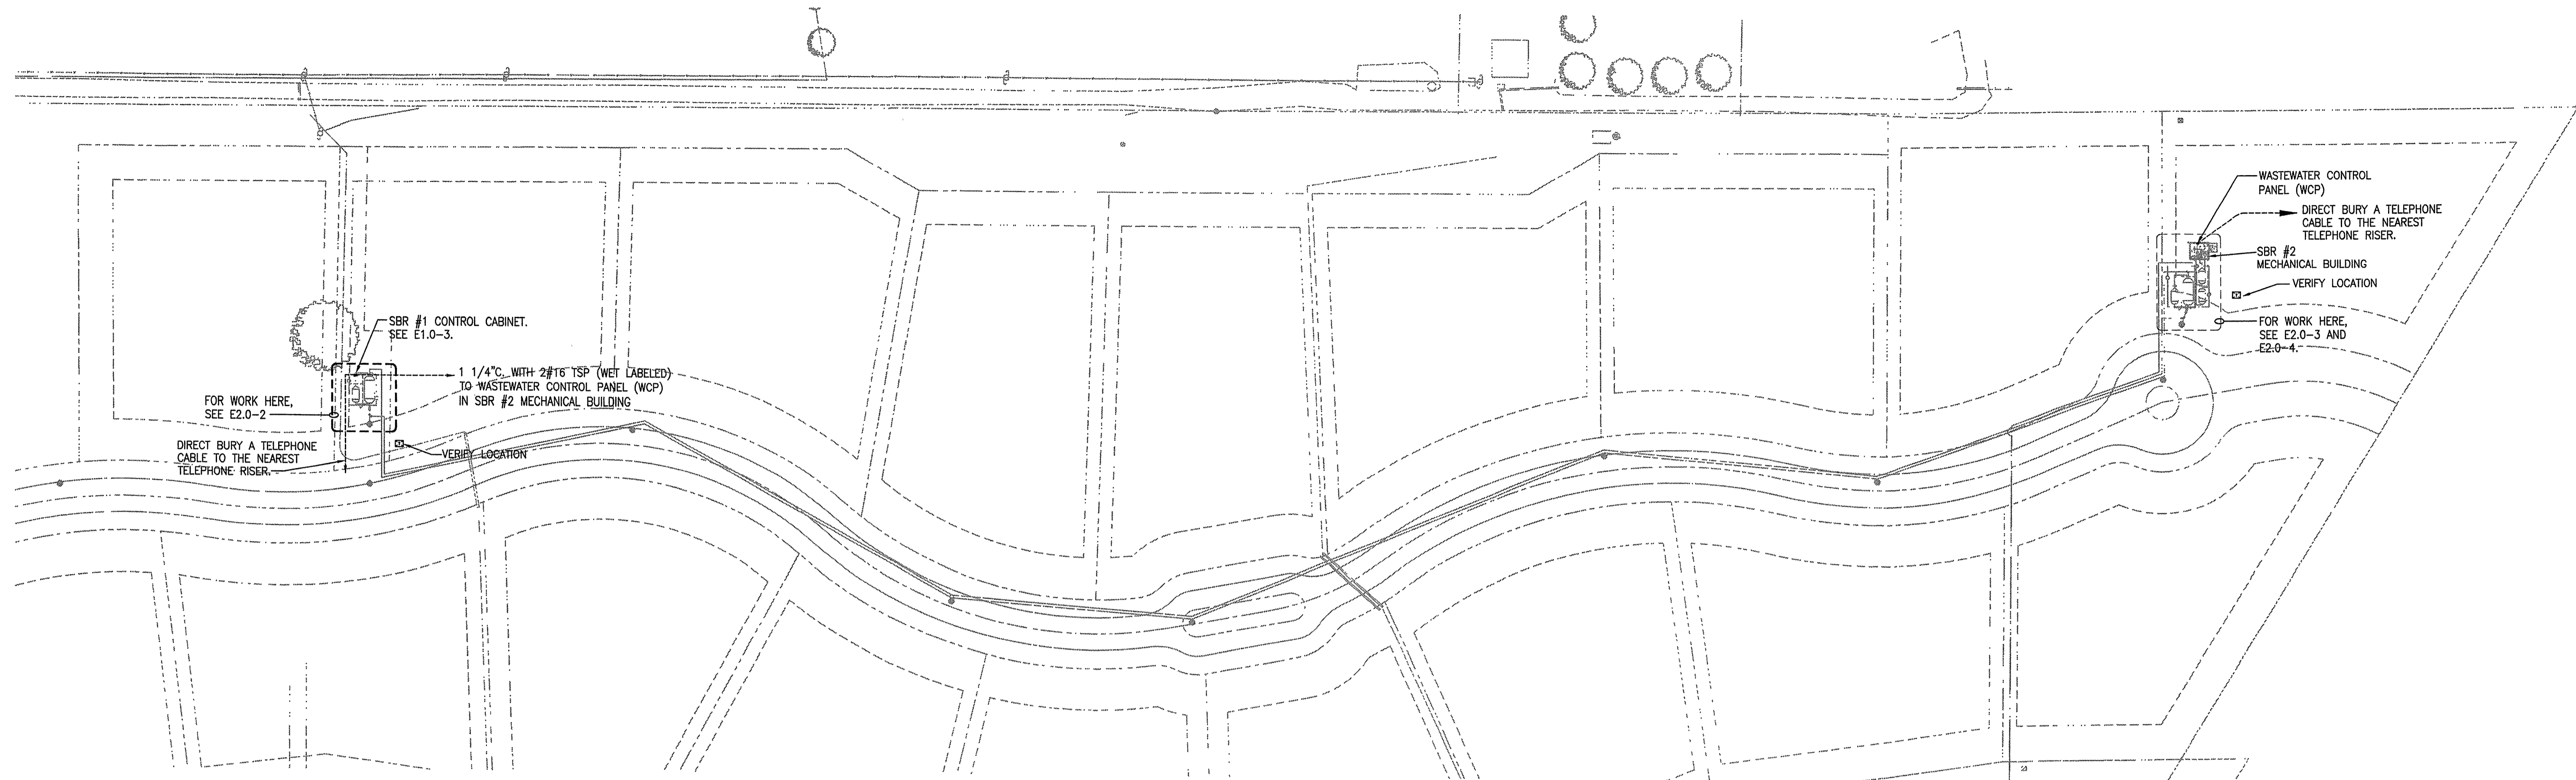 WASTEWATER CONTROL
PANEL (WCP)
DIRECT BURY A TELEPHONE
CABLE TO THE NEAREST
TELEPHONE RISER.
SBR #2
MECHANICAL BUILDING
VERIFY LOCATION
FOR WORK HERE,
SEE E2.0-3 AND
E2.0-4.
SBR #1 CONTROL CABINET.
SEE E1.0-3.
1 1/4"C. WITH 2#16 TSP (WET LABELED)
TO WASTEWATER CONTROL PANEL (WCP)
IN SBR #2 MECHANICAL BUILDING
FOR WORK HERE,
SEE E2.0-2
DIRECT BURY A TELEPHONE
CABLE TO THE NEAREST
TELEPHONE RISER.
VERIFY LOCATION